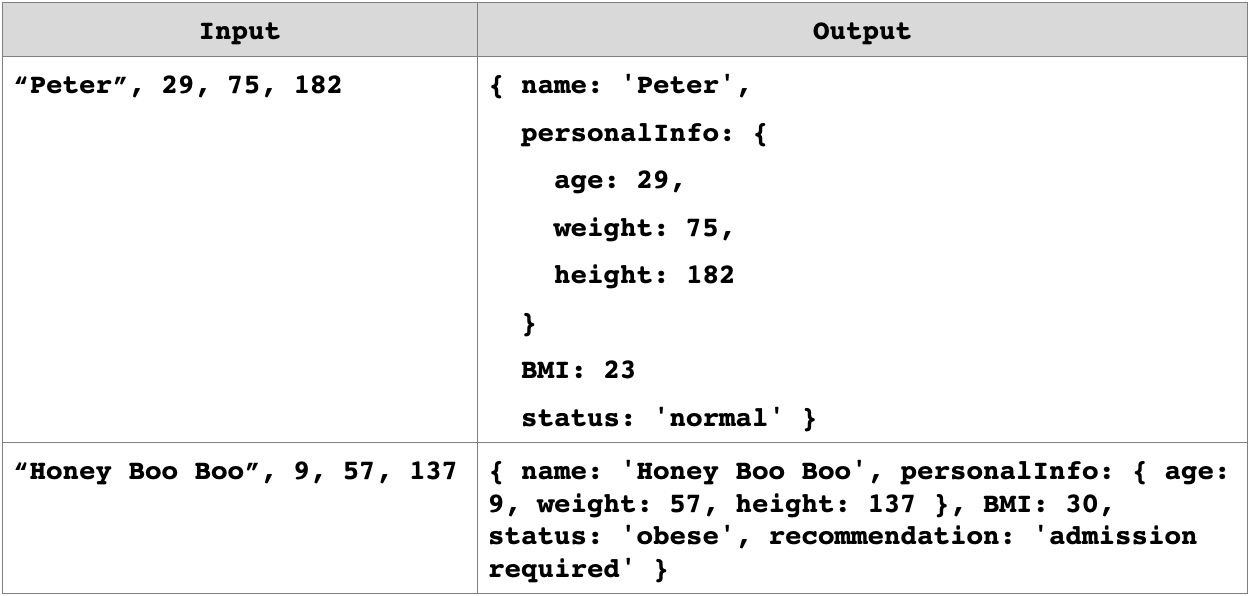 Input
Output
“Peter”, 29, 75, 182
{ name: 'Peter',
personalInfo: {
age: 29,
weight: 75,
height: 182
}
BMI: 23
status: 'normal' }
“Honey Boo Boo”, 9, 57, 137
{ name: 'Honey Boo Boo', personalInfo: { age:
9, weight: 57, height: 137 }, BMI: 30,
status: 'obese', recommendation: 'admission
required' }